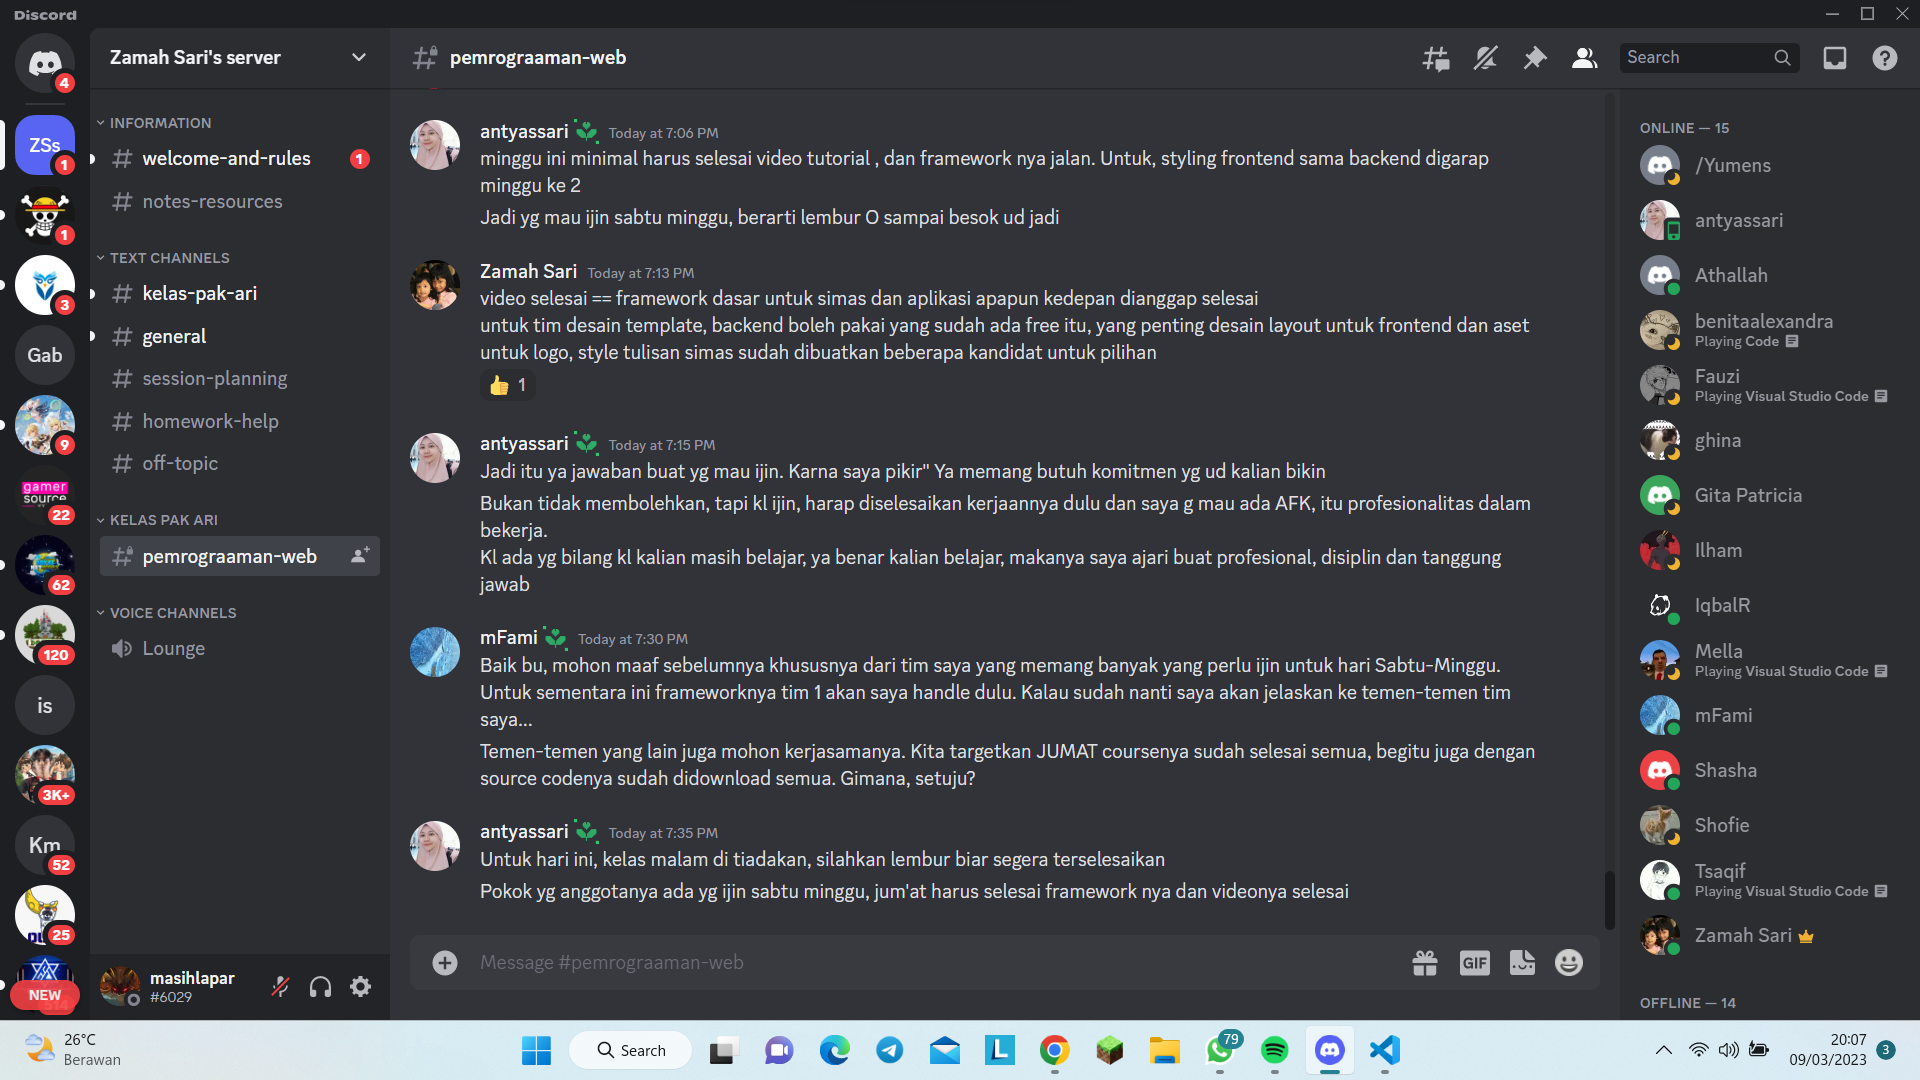 Discord
4
Zamah Sari's server
pemrograaman-web
Search
INFORMATION
welcome-and-rules
1
notes-resources
TEXT CHANNELS
kelas-pak-ari
general
session-planning
homework-help
off-topic
KELAS PAK ARI
pemrograaman-web
VOICE CHANNELS
Lounge
ZSs
1
1
3
Gab
9
gamer
source
22
62
120
is
3K+
Km
52
25
NEW
masihlapar
#6029
antyassari Today at 7:06 PM
minggu ini minimal harus selesai video tutorial , dan framework nya jalan. Untuk, styling frontend sama backend digarap
minggu ke 2
Jadi yg mau ijin sabtu minggu, berarti lembur O sampai besok ud jadi
Zamah Sari Today at 7:13 PM
video selesai == framework dasar untuk simas dan aplikasi apapun kedepan dianggap selesai
untuk tim desain template, backend boleh pakai yang sudah ada free itu, yang penting desain layout untuk frontend dan aset
untuk logo, style tulisan simas sudah dibuatkan beberapa kandidat untuk pilihan
👍 1
antyassari Today at 7:15 PM
Jadi itu ya jawaban buat yg mau ijin. Karna saya pikir" Ya memang butuh komitmen yg ud kalian bikin
Bukan tidak membolehkan, tapi kl ijin, harap diselesaikan kerjaannya dulu dan saya g mau ada AFK, itu profesionalitas dalam
bekerja.
Kl ada yg bilang kl kalian masih belajar, ya benar kalian belajar, makanya saya ajari buat profesional, disiplin dan tanggung
jawab
mFami Today at 7:30 PM
Baik bu, mohon maaf sebelumnya khususnya dari tim saya yang memang banyak yang perlu ijin untuk hari Sabtu-Minggu.
Untuk sementara ini frameworknya tim 1 akan saya handle dulu. Kalau sudah nanti saya akan jelaskan ke temen-temen tim
saya...
Temen-temen yang lain juga mohon kerjasamanya. Kita targetkan JUMAT coursenya sudah selesai semua, begitu juga dengan
source codenya sudah didownload semua. Gimana, setuju?
antyassari Today at 7:35 PM
Untuk hari ini, kelas malam di tiadakan, silahkan lembur biar segera terselesaikan
Pokok yg anggotanya ada yg ijin sabtu minggu, jum'at harus selesai framework nya dan videonya selesai
Message #pemrograaman-web
GIF
ONLINE — 15
/Yumens
antyassari
Athallah
benitaalexandra
Playing Code
Fauzi
Playing Visual Studio Code
ghina
Gita Patricia
Ilham
IqbalR
Mella
Playing Visual Studio Code
mFami
Shasha
Shofie
Tsaqif
Playing Visual Studio Code
Zamah Sari
OFFLINE — 14
26°C
Berawan
Search
L
79
20:07
09/03/2023
3